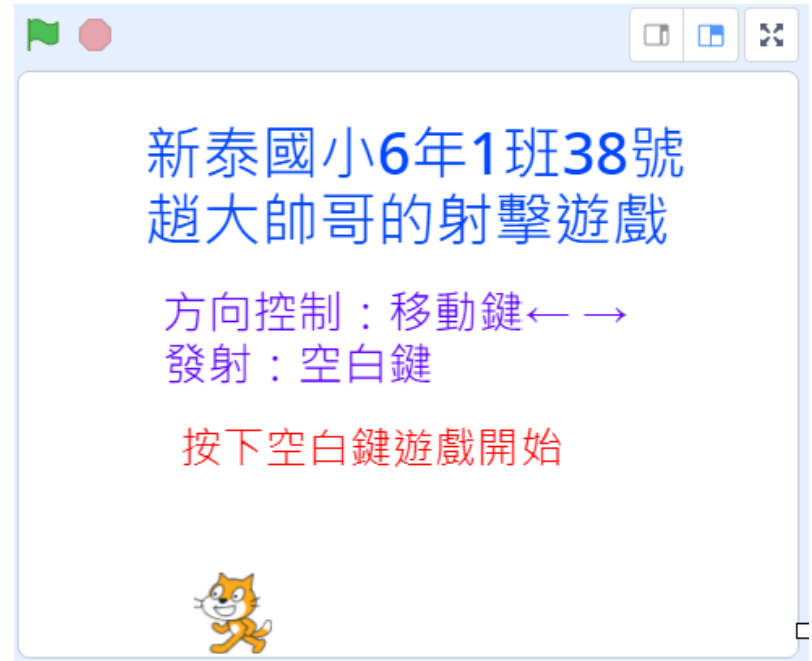 新泰國小6年1班38號
趙大帥哥的射擊遊戲
方向控制：移動鍵← →
發射：空白鍵
按下空白鍵遊戲開始